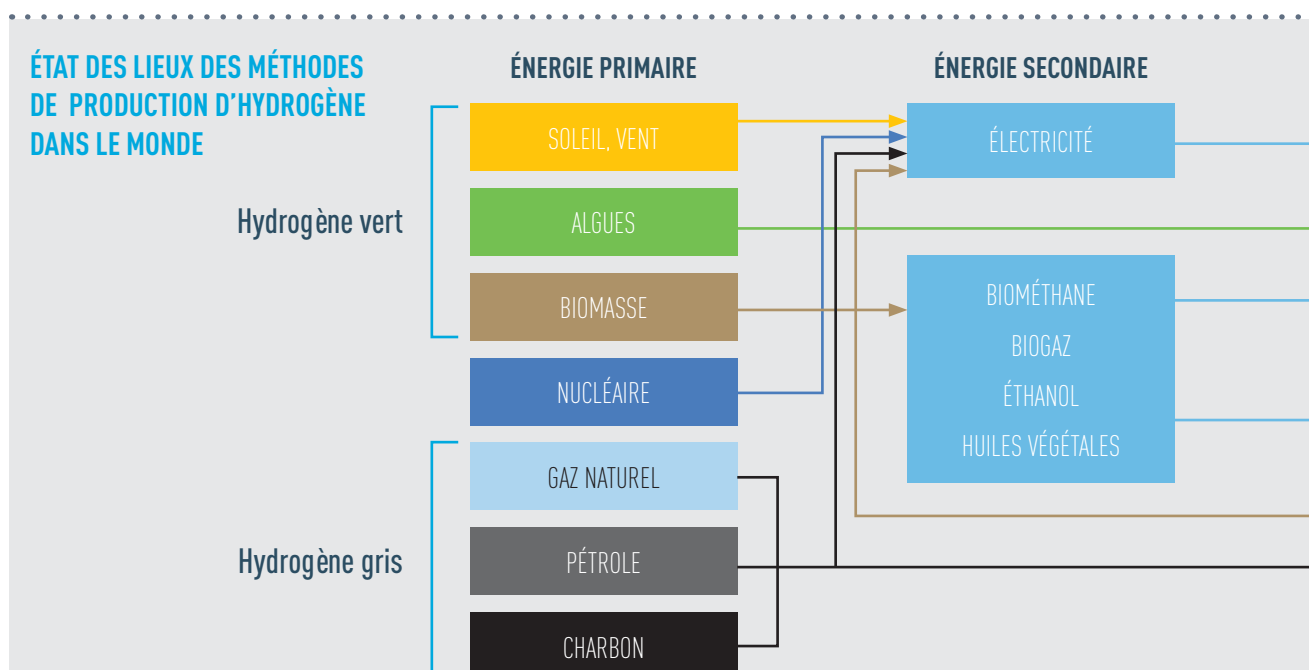 ÉTAT DES LIEUX DES MÉTHODES
DE PRODUCTION D'HYDROGÈNE
DANS LE MONDE
ÉNERGIE PRIMAIRE
ÉNERGIE SECONDAIRE
Hydrogène vert
SOLEIL, VENT
ALGUES
BIOMASSE
NUCLÉAIRE
Hydrogène gris
GAZ NATUREL
PÉTROLE
CHARBON
ÉLECTRICITÉ
BIOMÉTHANE
BIOGAZ
ÉTHANOL
HUILES VÉGÉTALES